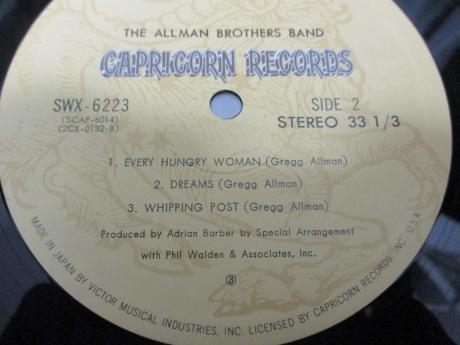 THE ALLMAN BROTHERS BAND
CAPRICORN RECORDS
SWX-6223
(SCAP-6014)
(2CX-0132-B)
SIDE 2
STEREO 33 1/3
1. EVERY HUNGRY WOMAN (Gregg Allman)
2. DREAMS (Gregg Allman)
3. WHIPPING POST (Gregg Allman)
Produced by Adrian Barber by Special Arrangement
with Phil Walden & Associates, Inc.
MADE IN JAPAN BY VICTOR MUSICAL INDUSTRIES, INC. LICENSED BY CAPRICORN RECORDS, INC. U.S.A.